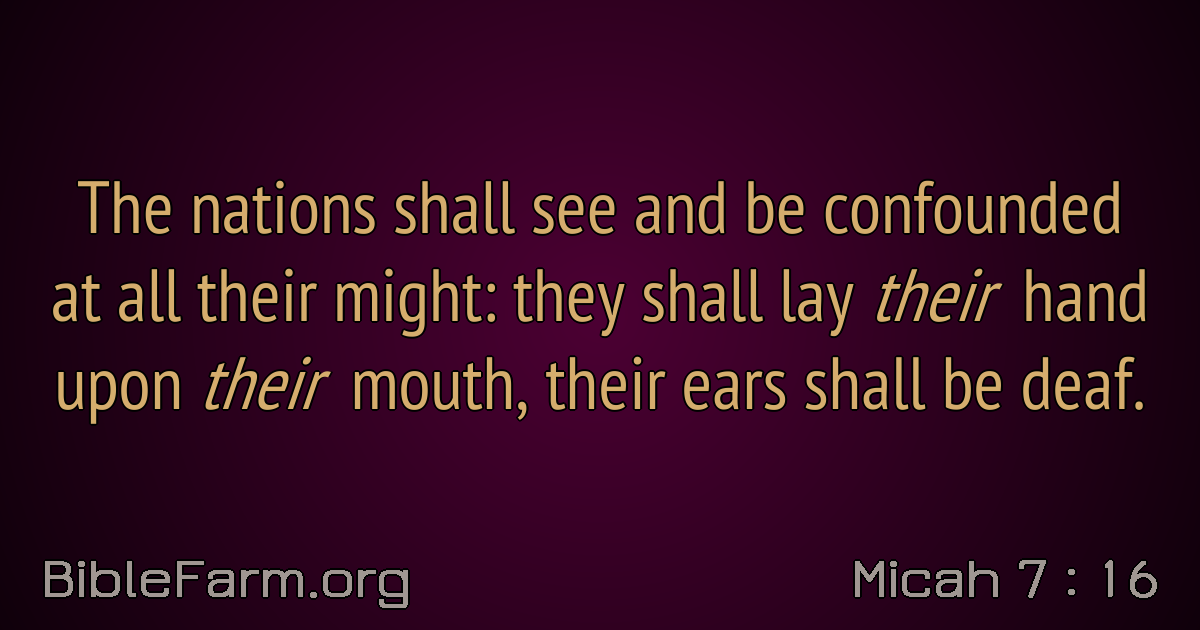 The nations shall see and be confounded
at all their might: they shall lay their hand
upon their mouth, their ears shall be deaf.
BibleFarm.org
Micah 7 : 16